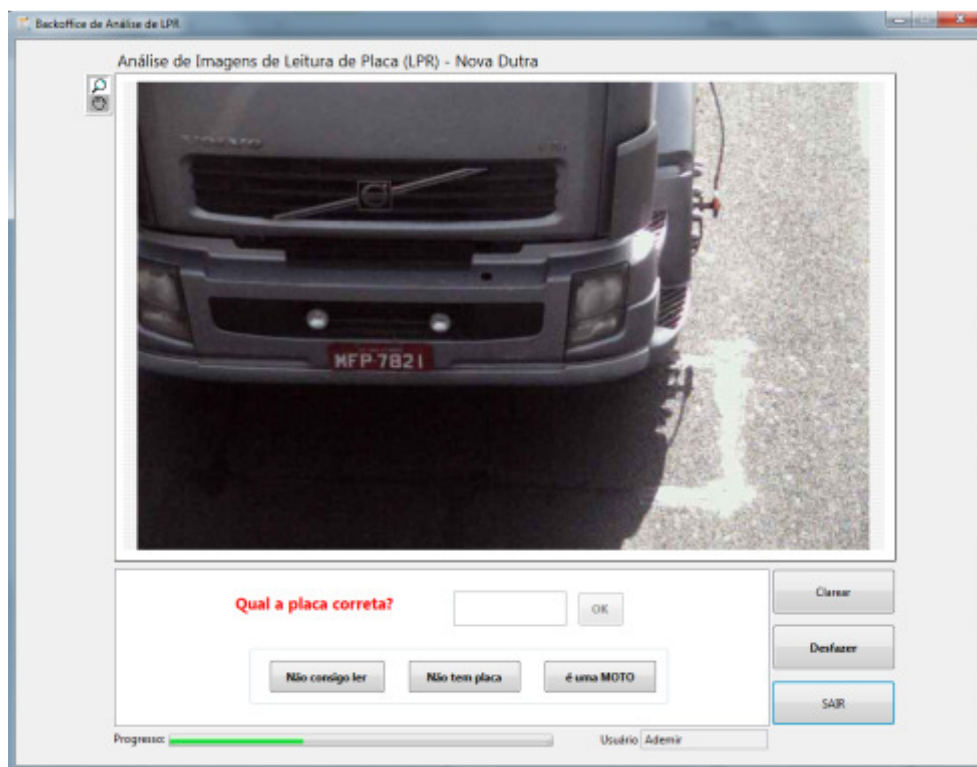 Backoffice de Análise de LPR
Análise de Imagens de Leitura de Placa (LPR) - Nova Dutra
VOLVO
MFP-7821
Qual a placa correta?
OK
Não consigo ler
Não tem placa
é uma MOTO
Clarear
Desfazer
SAIR
Progresso:
Usuário Ademir